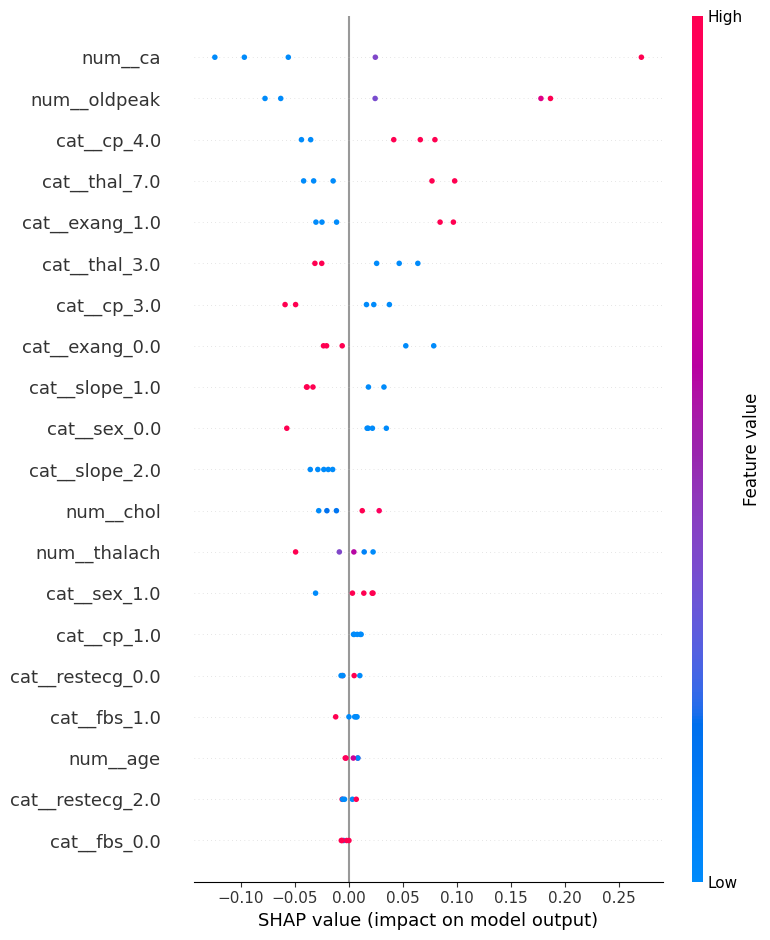 High
num__ca
num__oldpeak
cat__cp_4.0
cat__thal_7.0
cat__exang_1.0
cat__thal_3.0
cat__cp_3.0
cat__exang_0.0
cat__slope_1.0
cat__sex_0.0
cat__slope_2.0
num__chol
num__thalach
cat__sex_1.0
cat__cp_1.0
cat__restecg_0.0
cat__fbs_1.0
num__age
cat__restecg_2.0
cat__fbs_0.0
Feature value
Low
−0.10 −0.05 0.00 0.05 0.10 0.15 0.20 0.25
SHAP value (impact on model output)